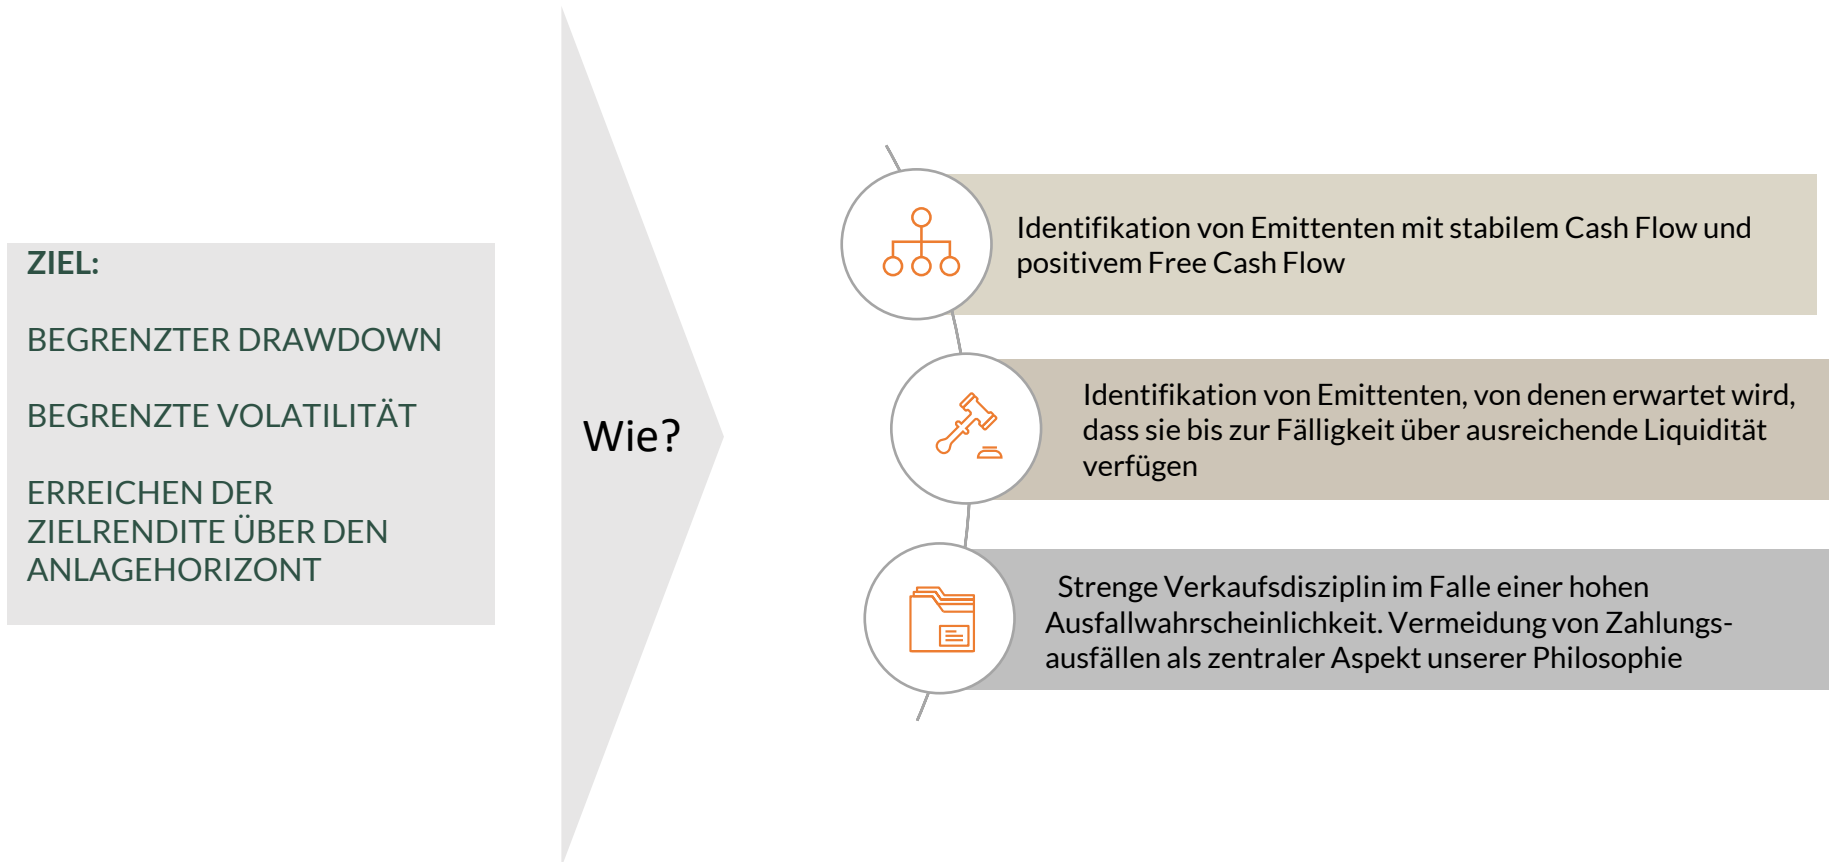 ZIEL:
BEGRENZTER DRAWDOWN
BEGRENZTE VOLATILITÄT
ERREICHEN DER
ZIELRENDITE ÜBER DEN
ANLAGEHORIZONT
Wie?
Identifikation von Emittenten mit stabilem Cash Flow und
positivem Free Cash Flow
Identifikation von Emittenten, von denen erwartet wird,
dass sie bis zur Fälligkeit über ausreichende Liquidität
verfügen
Strenge Verkaufsdisziplin im Falle einer hohen
Ausfallwahrscheinlichkeit. Vermeidung von Zahlungs-
ausfällen als zentraler Aspekt unserer Philosophie